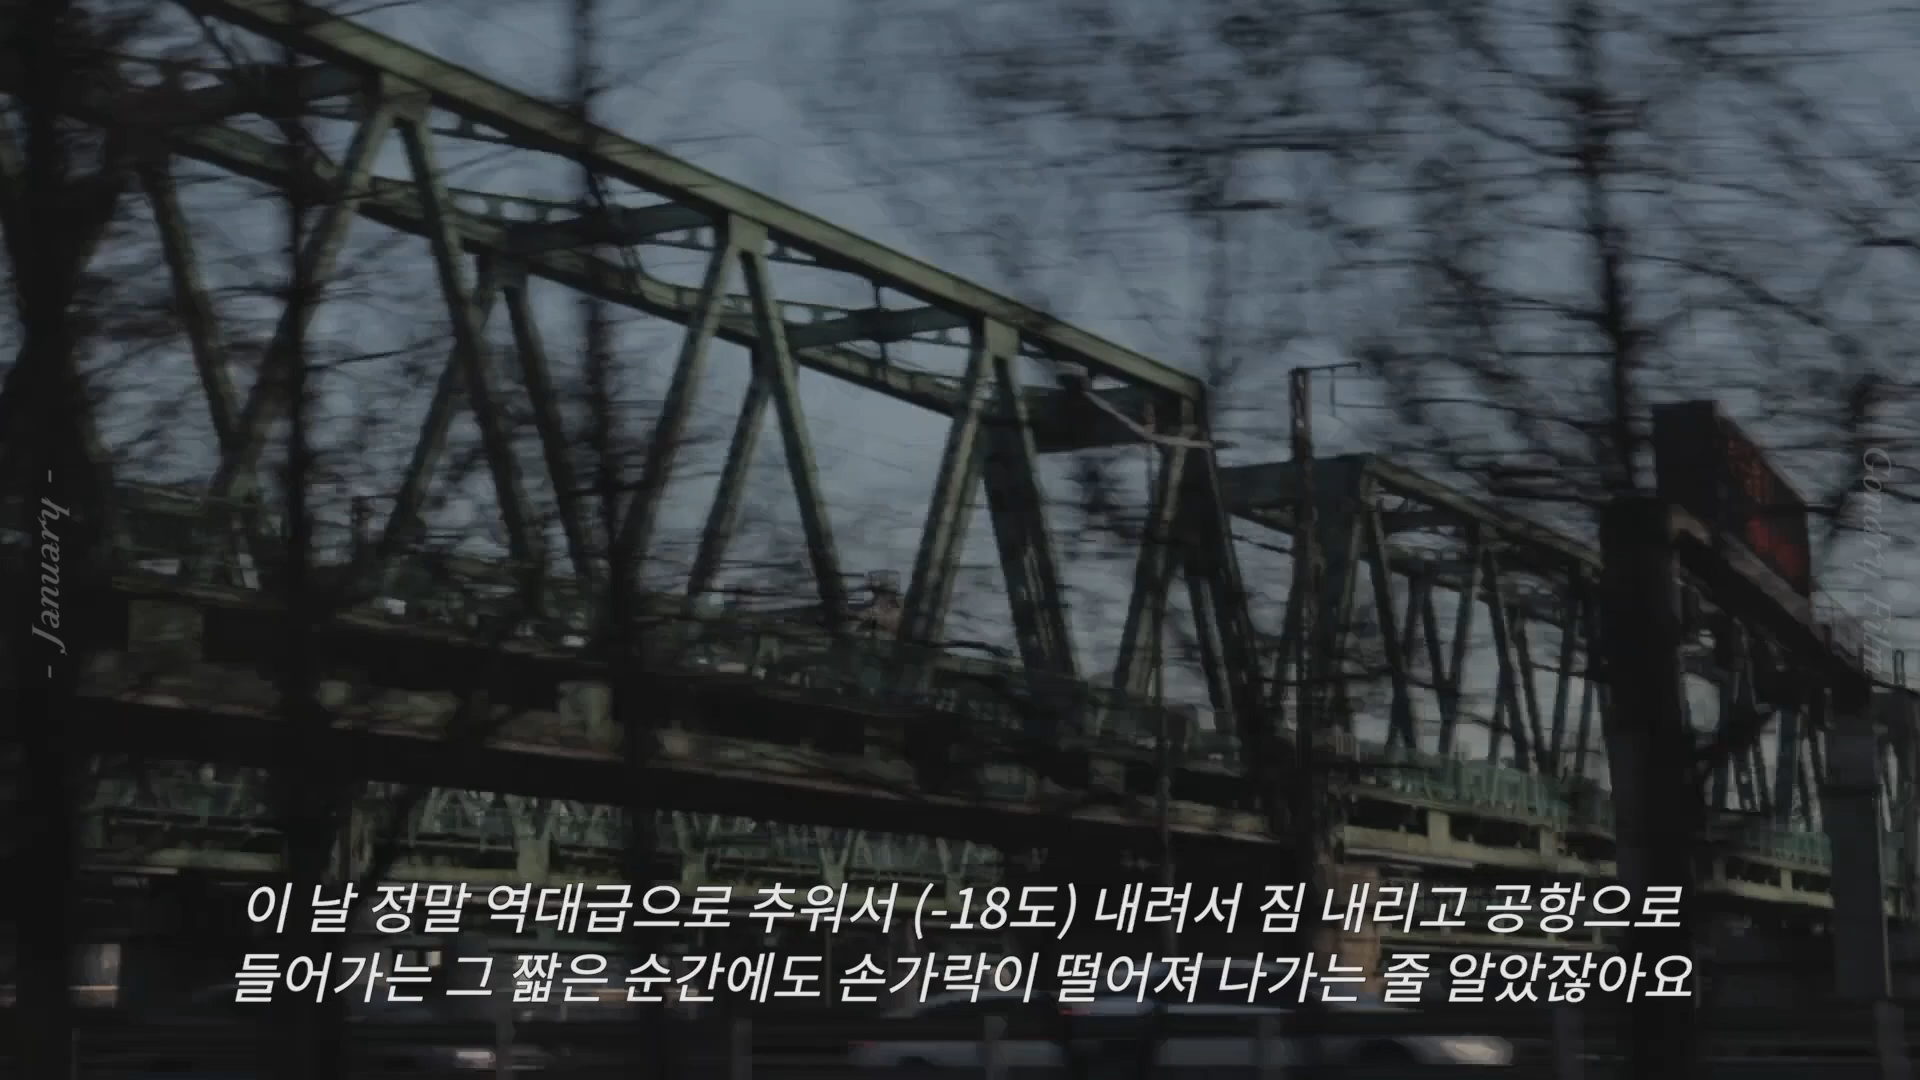 - January -
이 날 정말 역대급으로 추워서 (-18도) 내려서 짐 내리고 공항으로
들어가는 그 짧은 순간에도 손가락이 떨어져 나가는 줄 알았잖아요